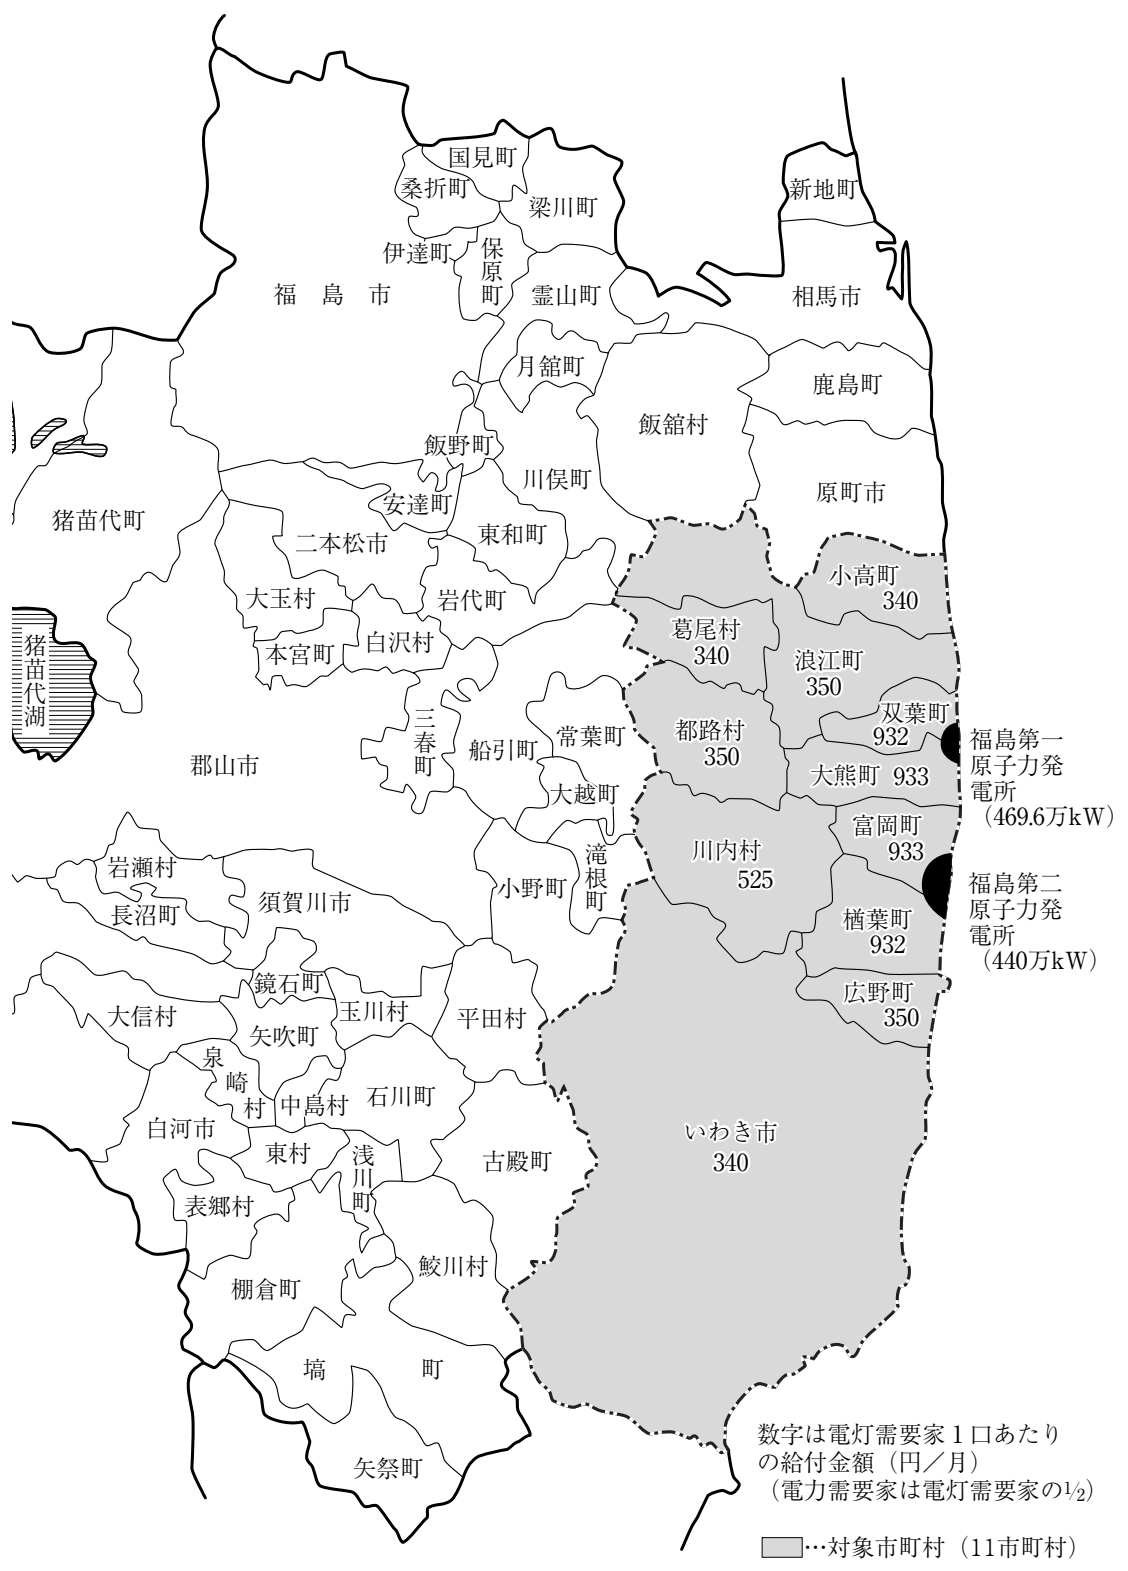 国見町
桑折町
梁川町
新地町
伊達町
保原町
福島市
霊山町
相馬市
月舘町
鹿島町
飯舘村
飯野町
川俣町
原町市
安達町
猪苗代町
二本松市
東和町
小高町
340
大玉村
岩代町
葛尾村
340
白沢村
本宮町
猪苗代湖
浪江町
350
双葉町
932
三春町
都路村
350
常葉町
船引町
福島第一
原子力発
電所
（469.6万kW）
郡山市
大熊町 933
大越町
富岡町
933
川内村
525
滝根町
岩瀬村
小野町
福島第二
原子力発
電所
（440万kW）
須賀川市
長沼町
楢葉町
932
鏡石町
広野町
350
玉川村
平田村
大信村
矢吹町
泉崎村
中島村
石川町
白河市
いわき市
340
東村
浅川町
古殿町
表郷村
鮫川村
棚倉町
塙町
矢祭町
数字は電灯需要家１口あたり
の給付金額（円／月）
（電力需要家は電灯需要家の1/2）
…対象市町村（11市町村）